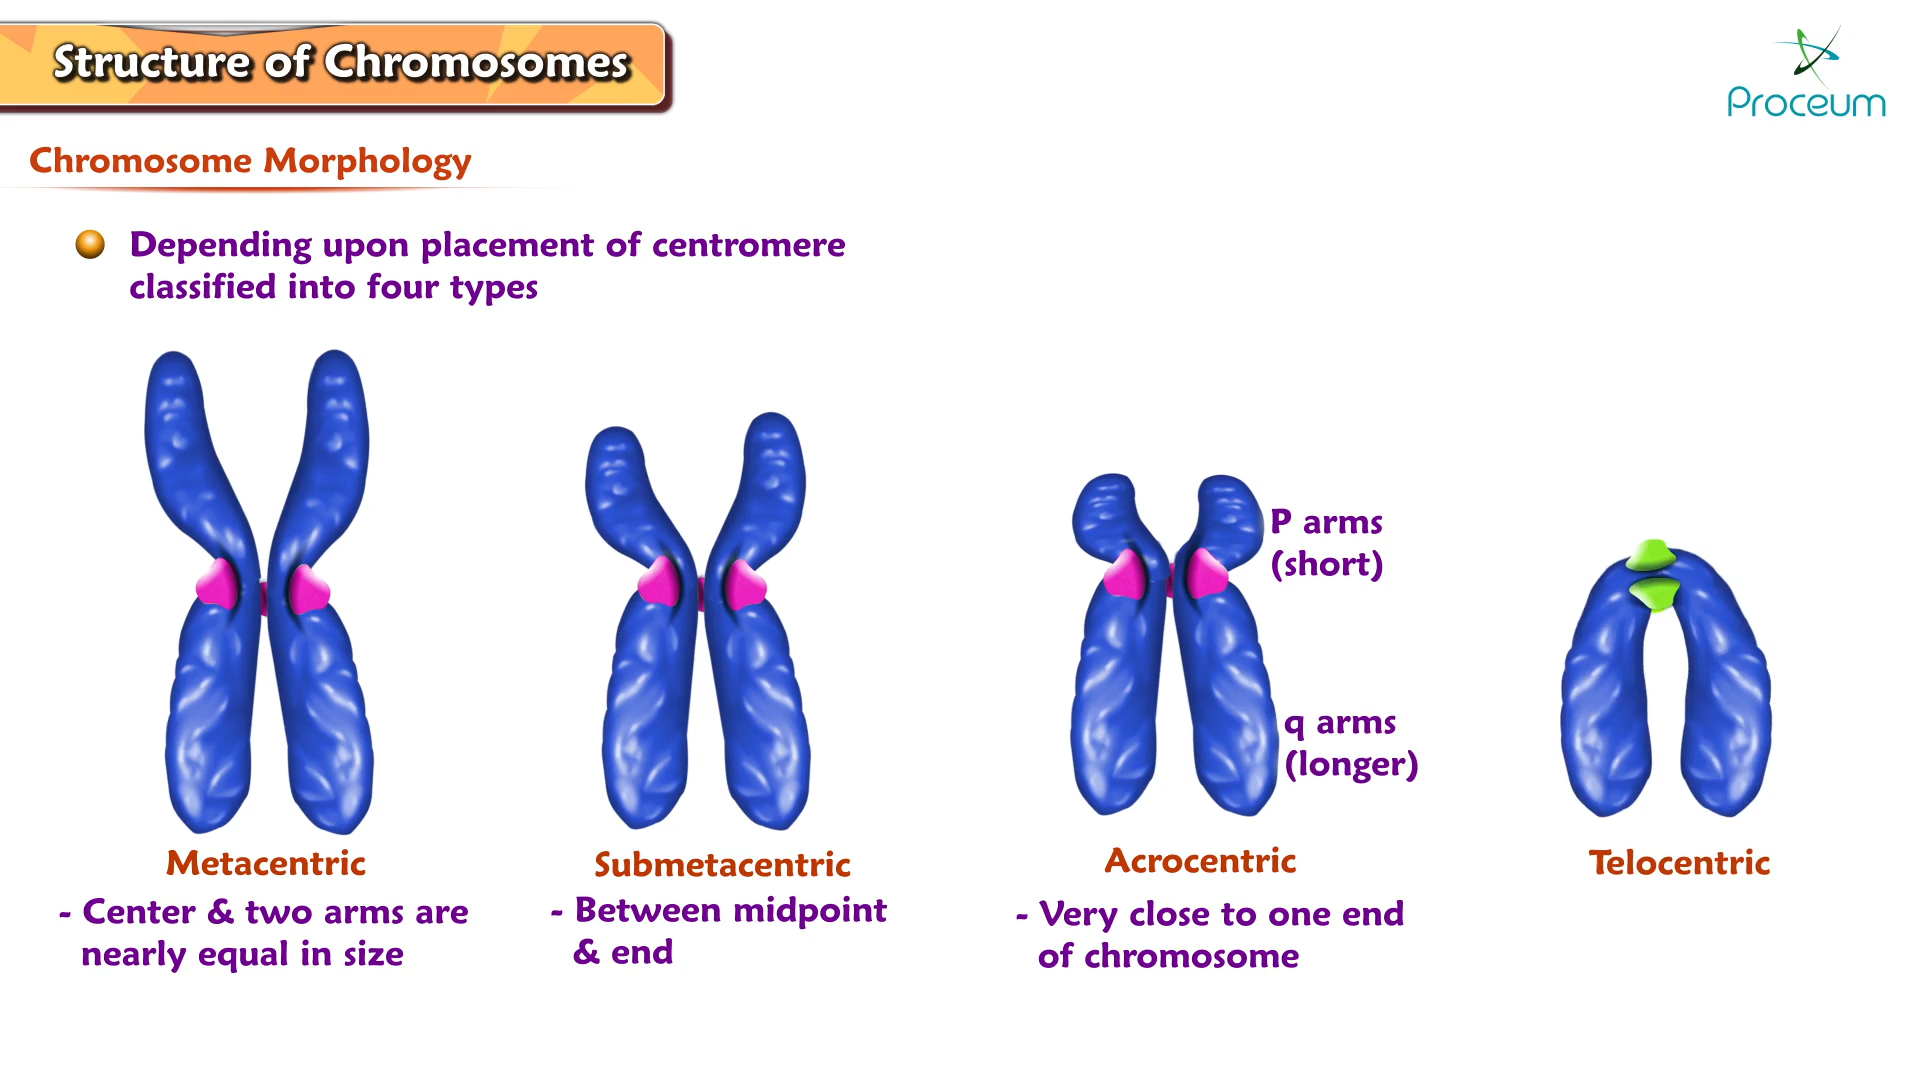 Structure of Chromosomes
Proceum
Chromosome Morphology
Depending upon placement of centromere
classified into four types
P arms
(short)
q arms
(longer)
Metacentric
- Center & two arms are
nearly equal in size
Submetacentric
- Between midpoint
& end
Acrocentric
- Very close to one end
of chromosome
Telocentric